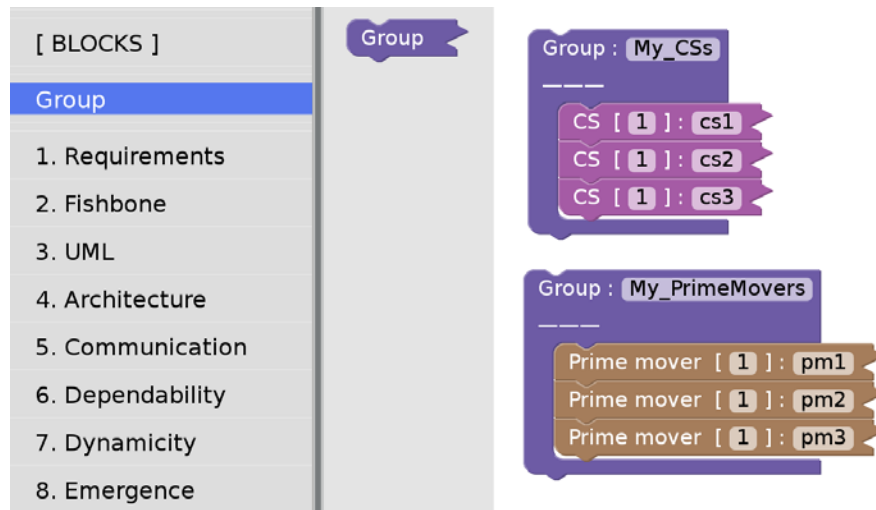 [ BLOCKS ]
Group
1. Requirements
2. Fishbone
3. UML
4. Architecture
5. Communication
6. Dependability
7. Dynamicity
8. Emergence
Group
Group : My_CSs
CS [ 1 ] : cs1
CS [ 1 ] : cs2
CS [ 1 ] : cs3
Group : My_PrimeMovers
Prime mover [ 1 ] : pm1
Prime mover [ 1 ] : pm2
Prime mover [ 1 ] : pm3